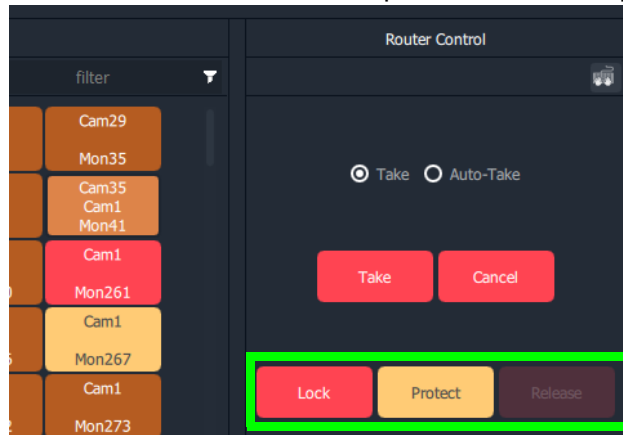 Router Control
filter
Cam29
Mon35
Cam35
Cam1
Mon41
Cam1
Mon261
Cam1
Mon267
Cam1
Mon273
Take Auto-Take
Take Cancel
Lock Protect Release